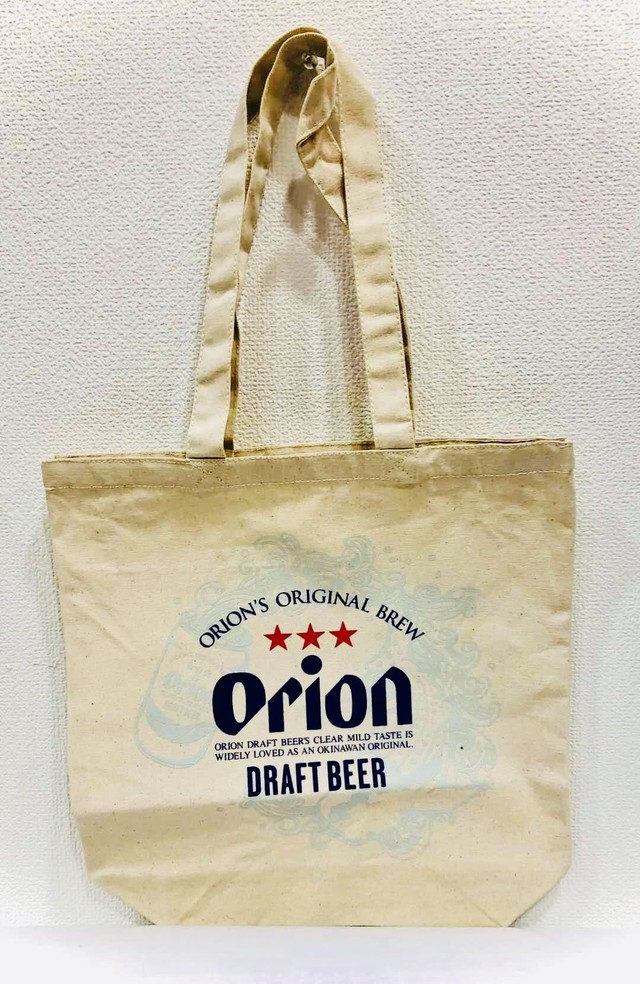 ORION'S ORIGINAL BREW
Orion
ORION DRAFT BEER'S CLEAR MILD TASTE IS
WIDELY LOVED AS AN OKINAWAN ORIGINAL.
DRAFT BEER